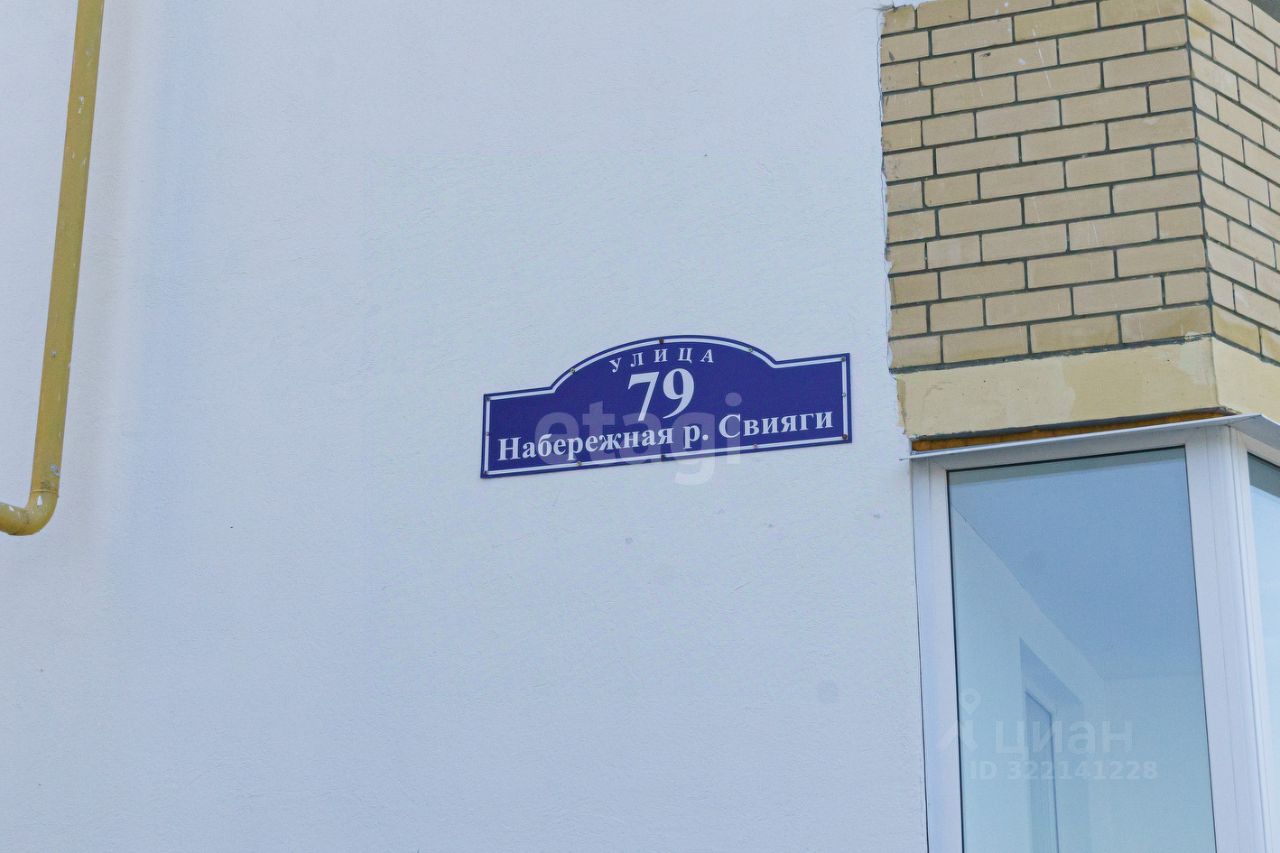 УЛИЦА
79
Набережная р. Свияги
etagi
циан
ID 322141228